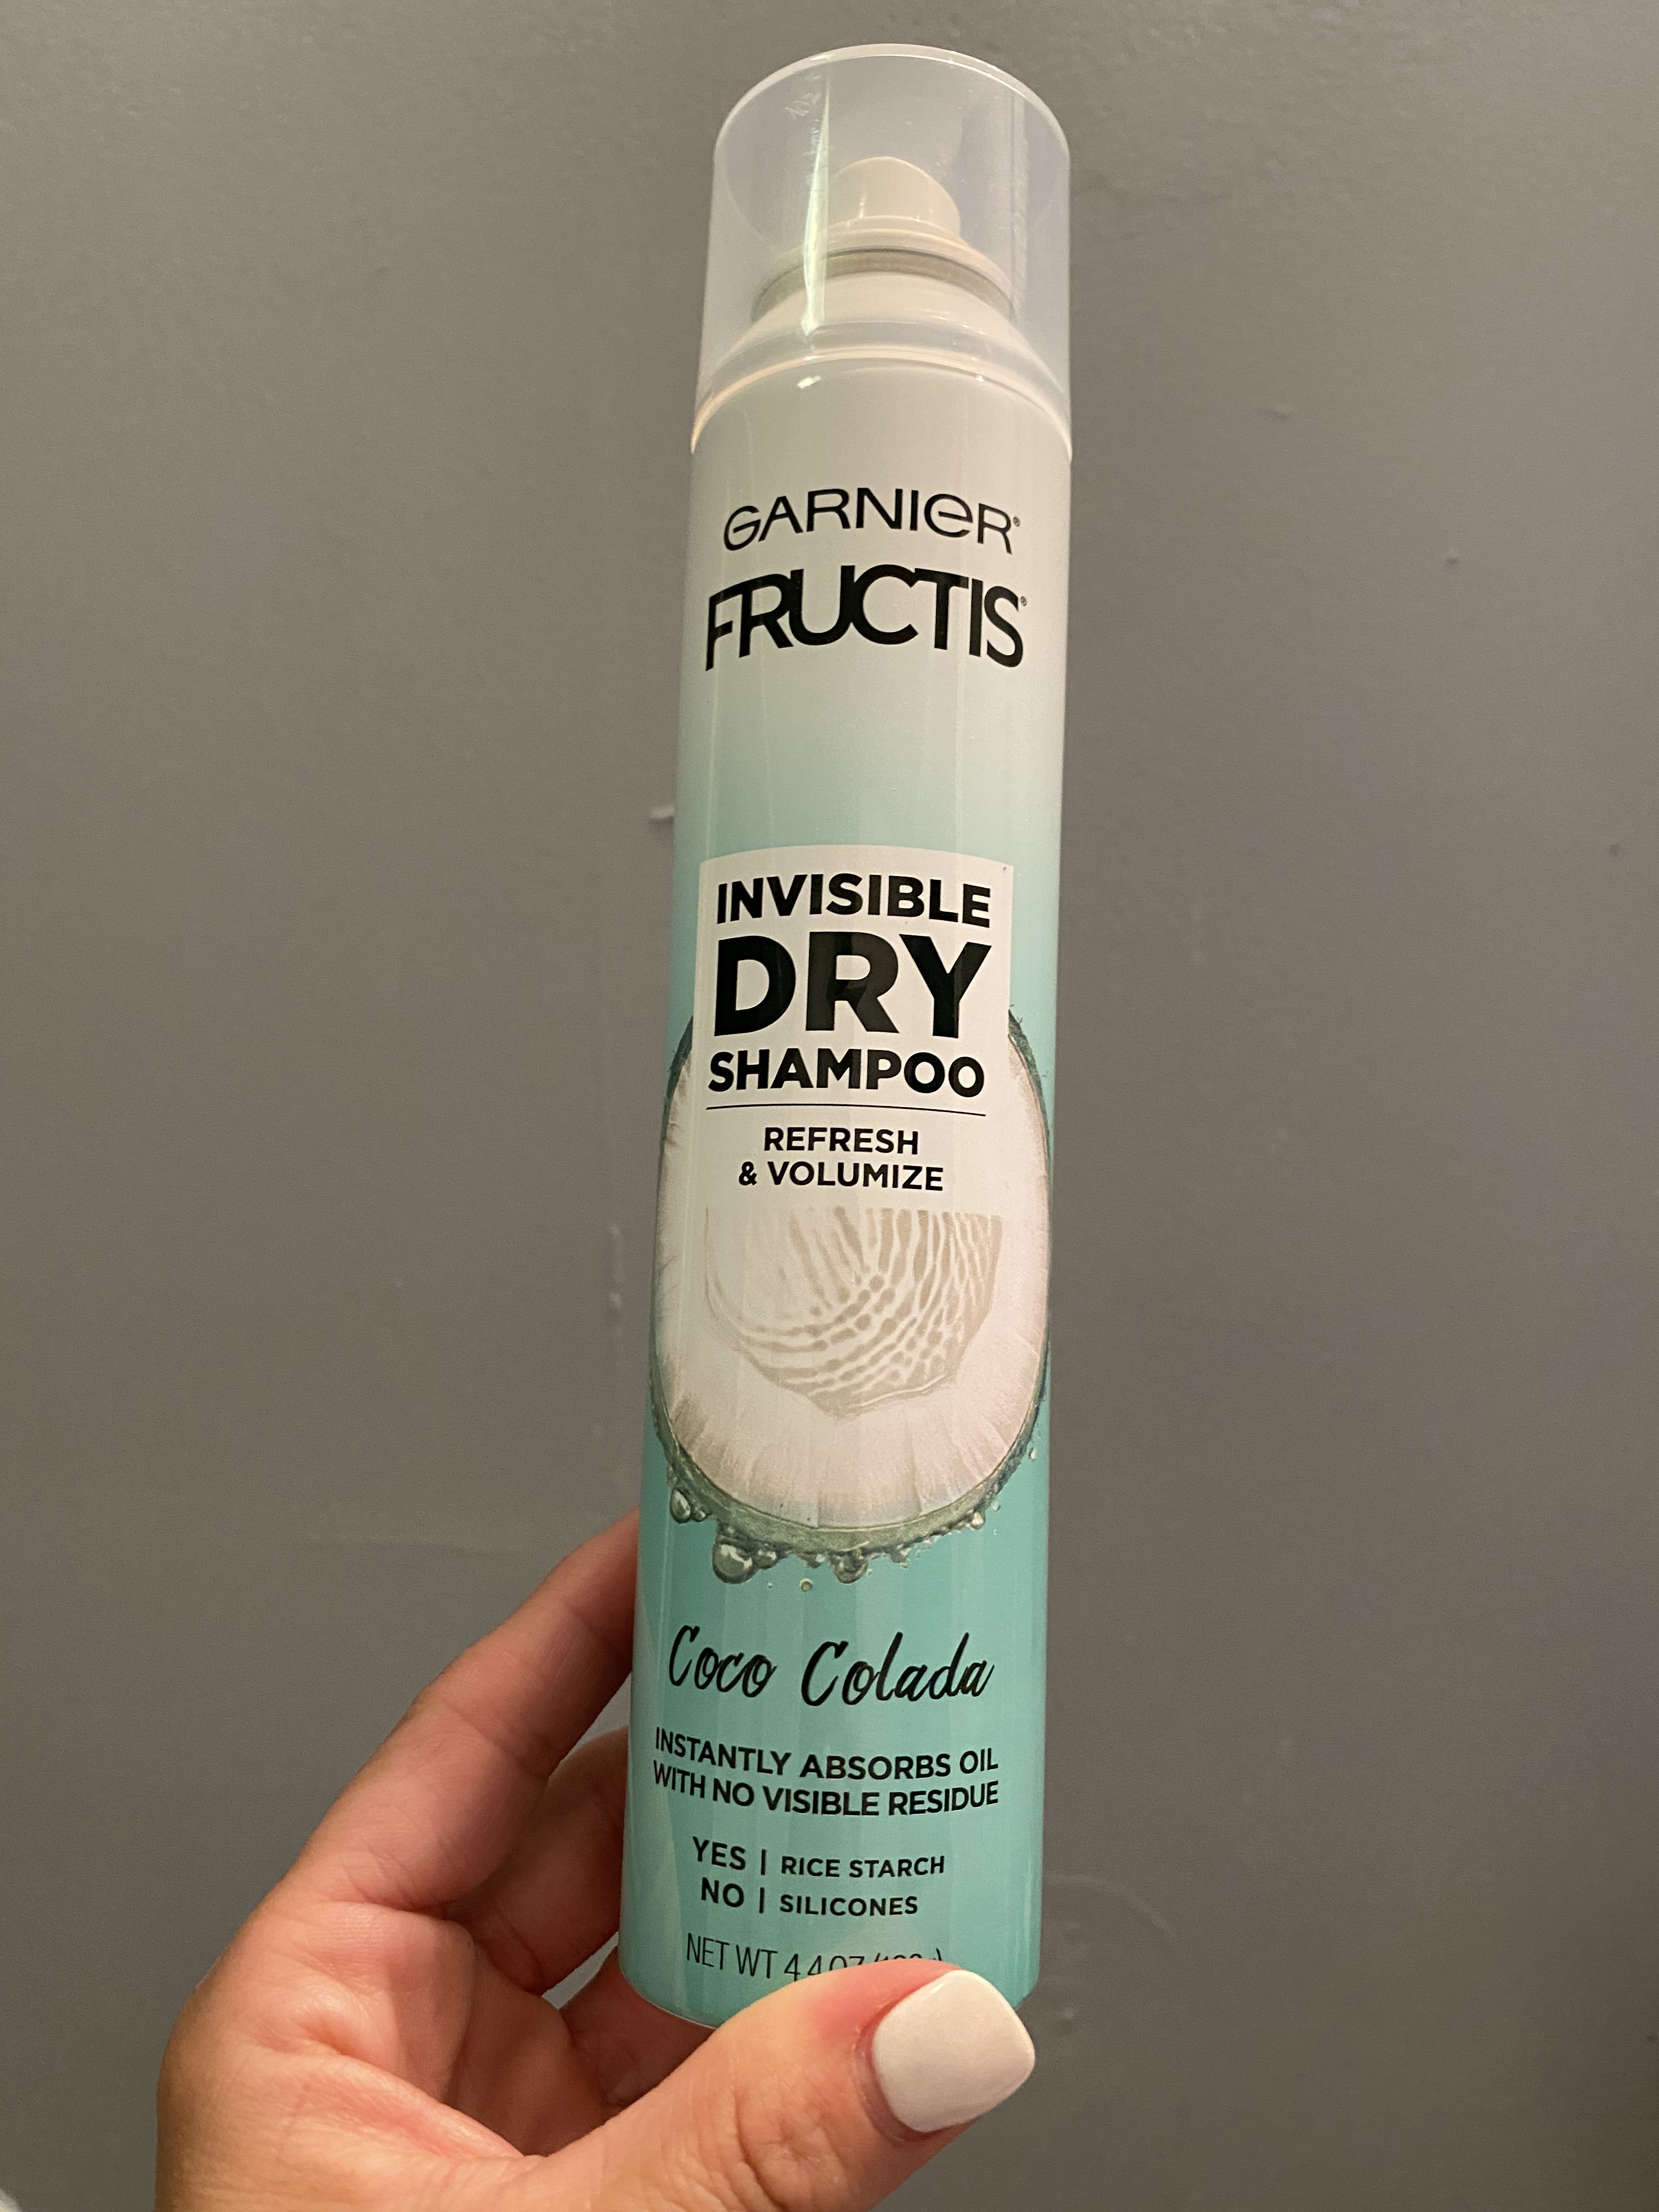 GARNIER®
FRUCTIS®
INVISIBLE
DRY
SHAMPOO
REFRESH
& VOLUMIZE
Coco Colada
INSTANTLY ABSORBS OIL
WITH NO VISIBLE RESIDUE
YES | RICE STARCH
NO | SILICONES
NET WT 4.4 OZ